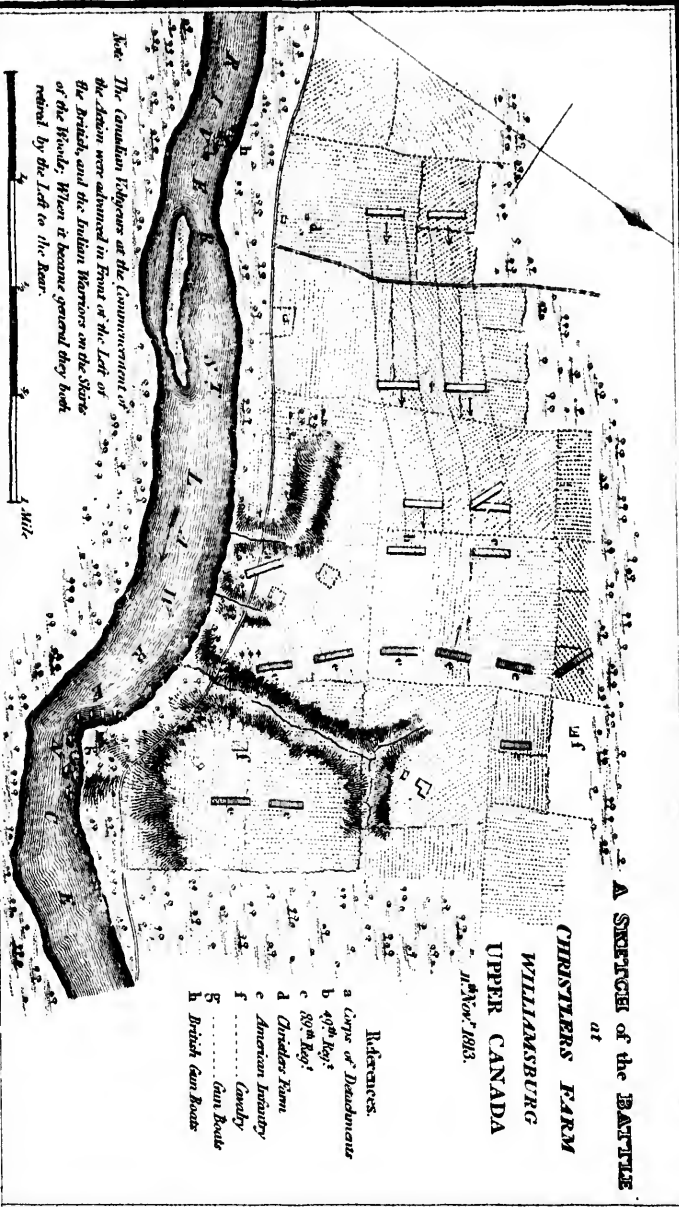 A SKETCH of the BATTLE
at
CHRISTLERS FARM
WILLIAMSBURG
UPPER CANADA
11th Novr. 1813.
References.
a Corps of Detachments
b 49th Regt
c 89th Regt
d Christlers Farm
e American Infantry
f ........ Cavalry
g ........ Gun Boats
h British Gun Boats
RIVER ST LAWRENCE
Note The Canadian Voltigeurs at the Commencement of
the Action were advanced in Front of the Left of
the British, and the Indian Warriors on the Skirts
of the Woods; When it became general they both
retired by the Left to the Rear.
1 Mile
h
d
a
b
c
e
e
e
e
e
f
f
e
e
g